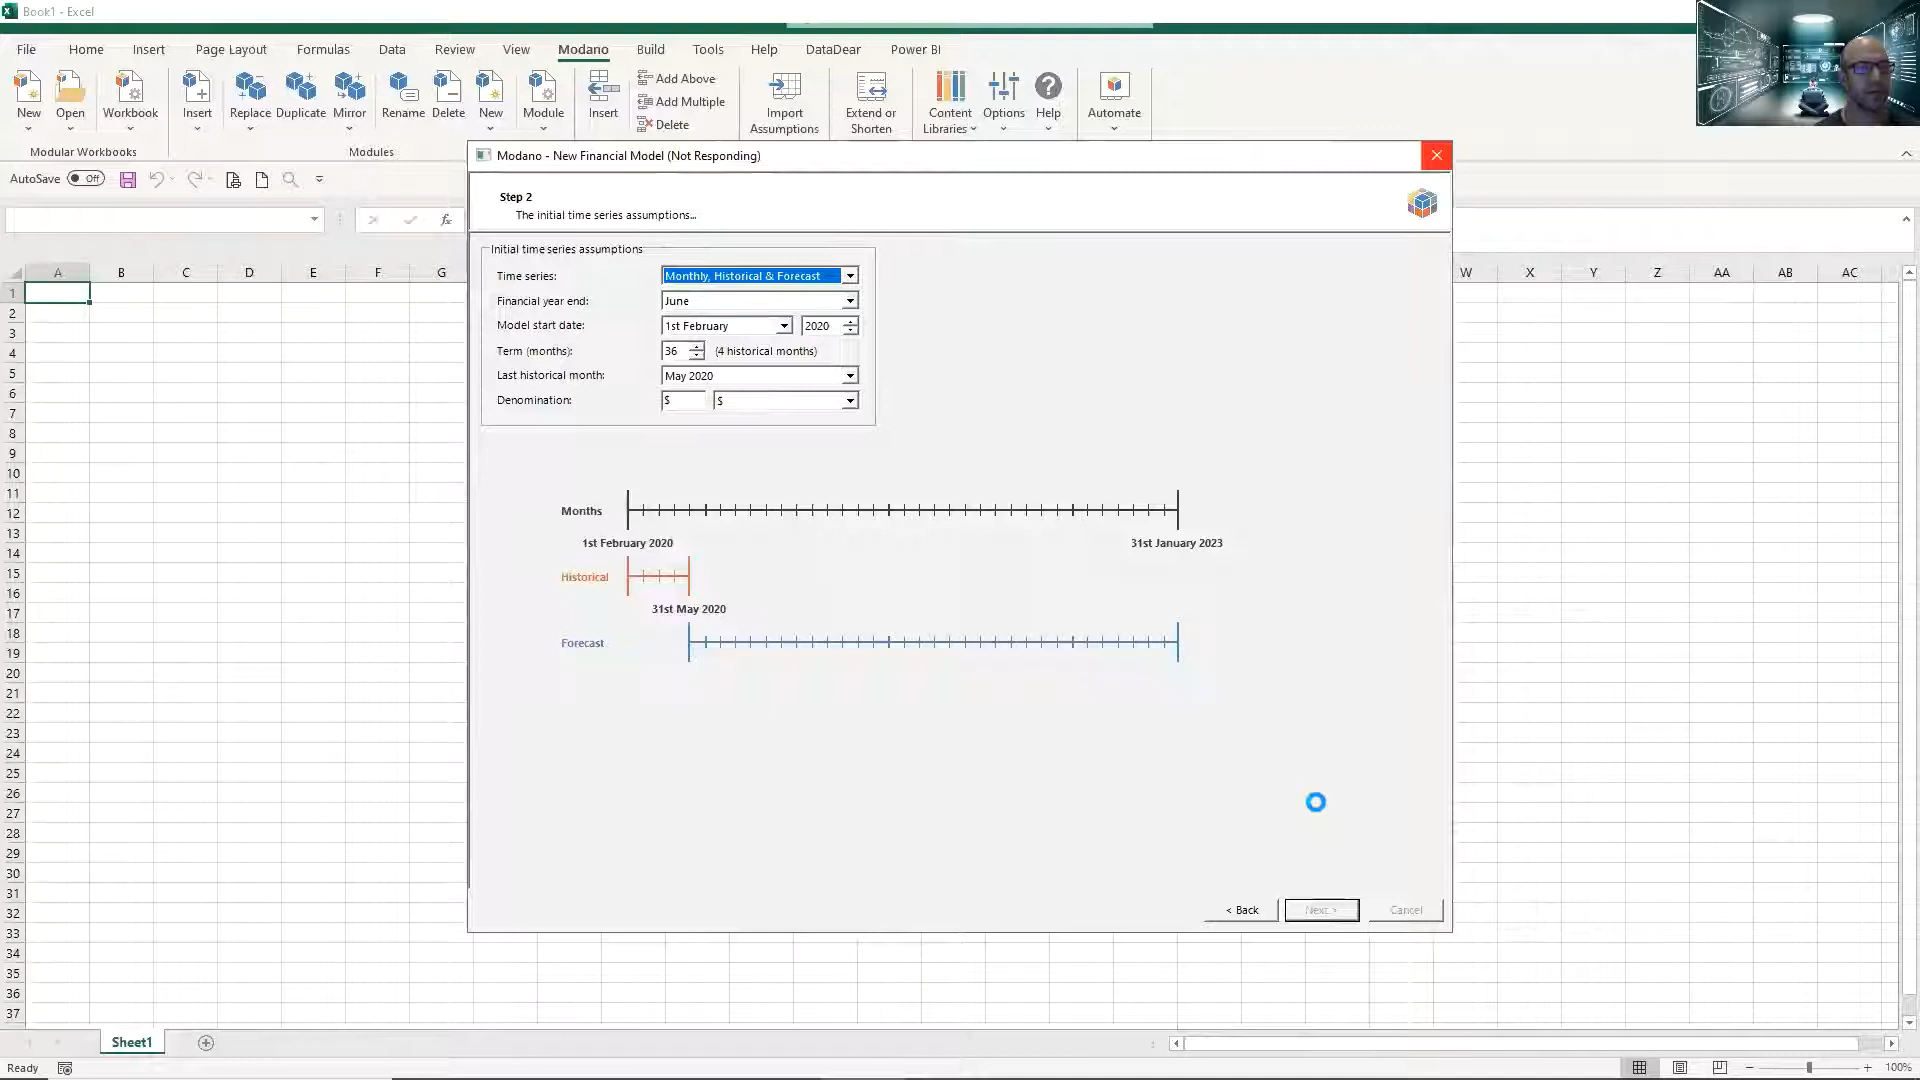 Book1 - Excel
File Home Insert Page Layout Formulas Data Review View Modano Build Tools Help DataDear Power BI
New Open Workbook Insert Replace Duplicate Mirror Rename Delete New Module Insert
Add Above
Add Multiple
Delete
Import Assumptions
Extend or Shorten
Content Libraries
Options Help Automate
Modular Workbooks Modules
AutoSave Off
fx
Modano - New Financial Model (Not Responding)
Step 2
The initial time series assumptions...
Initial time series assumptions
Time series: Monthly, Historical & Forecast
Financial year end: June
Model start date: 1st February 2020
Term (months): 36 (4 historical months)
Last historical month: May 2020
Denomination: $ $
Months
1st February 2020 31st January 2023
Historical
31st May 2020
Forecast
< Back Next > Cancel
A B C D E F G W X Y Z AA AB AC
1
2
3
4
5
6
7
8
9
10
11
12
13
14
15
16
17
18
19
20
21
22
23
24
25
26
27
28
29
30
31
32
33
34
35
36
37
Sheet1
Ready 100%